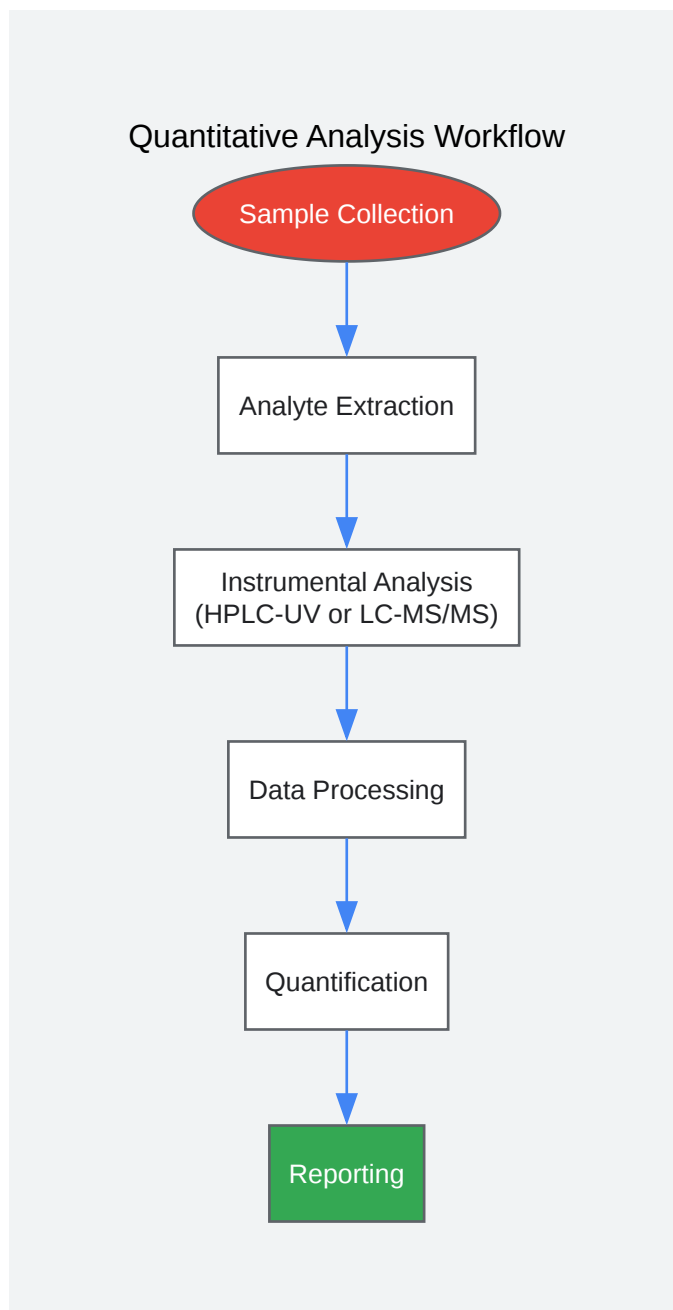 Quantitative Analysis Workflow
Sample Collection
Analyte Extraction
Instrumental Analysis
(HPLC-UV or LC-MS/MS)
Data Processing
Quantification
Reporting